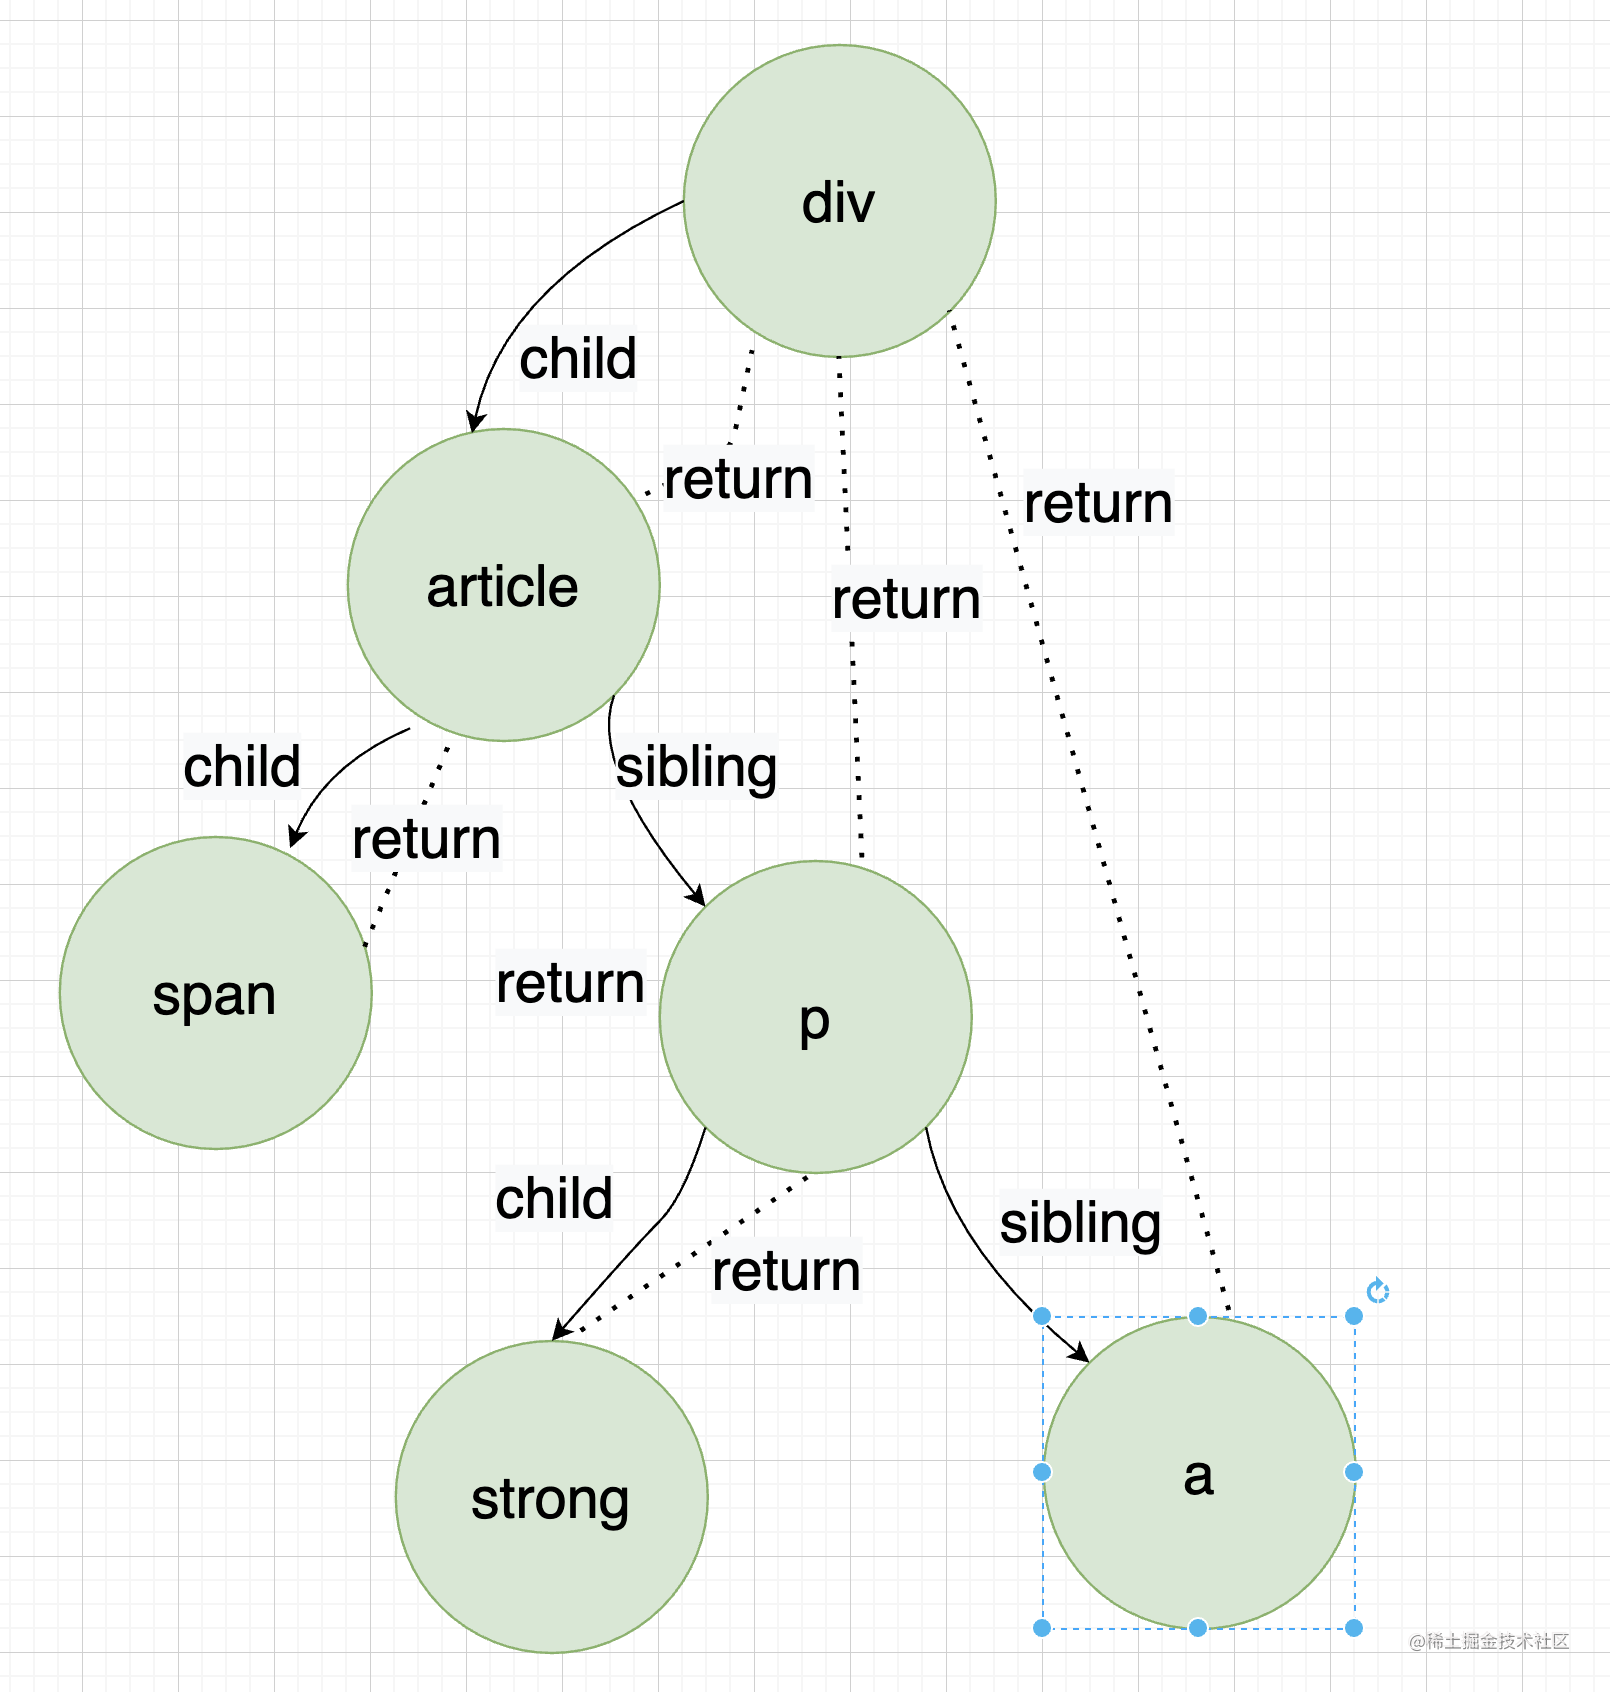 div
child
return
return
article
return
child
sibling
return
return
span
p
child
sibling
return
strong
a
@稀土掘金技术社区